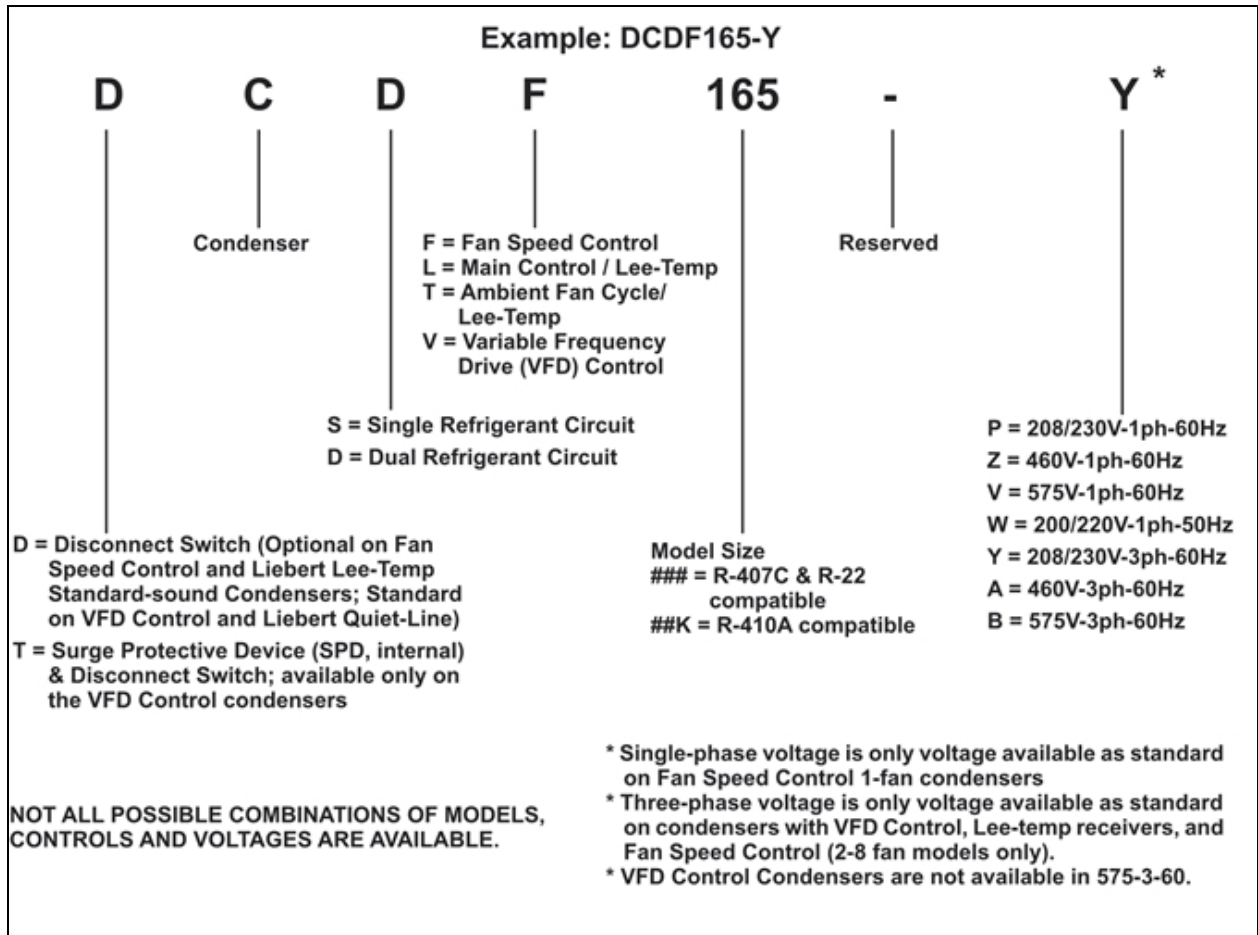 Example: DCDF165-Y
D C D F 165 - Y *
Condenser
F = Fan Speed Control
L = Main Control / Lee-Temp
T = Ambient Fan Cycle/
Lee-Temp
V = Variable Frequency
Drive (VFD) Control
Reserved
S = Single Refrigerant Circuit
D = Dual Refrigerant Circuit
P = 208/230V-1ph-60Hz
Z = 460V-1ph-60Hz
V = 575V-1ph-60Hz
W = 200/220V-1ph-50Hz
Y = 208/230V-3ph-60Hz
A = 460V-3ph-60Hz
B = 575V-3ph-60Hz
D = Disconnect Switch (Optional on Fan
Speed Control and Liebert Lee-Temp
Standard-sound Condensers; Standard
on VFD Control and Liebert Quiet-Line)
T = Surge Protective Device (SPD, internal)
& Disconnect Switch; available only on
the VFD Control condensers
Model Size
### = R-407C & R-22
compatible
##K = R-410A compatible
NOT ALL POSSIBLE COMBINATIONS OF MODELS,
CONTROLS AND VOLTAGES ARE AVAILABLE.
* Single-phase voltage is only voltage available as standard
on Fan Speed Control 1-fan condensers
* Three-phase voltage is only voltage available as standard
on condensers with VFD Control, Lee-temp receivers, and
Fan Speed Control (2-8 fan models only).
* VFD Control Condensers are not available in 575-3-60.